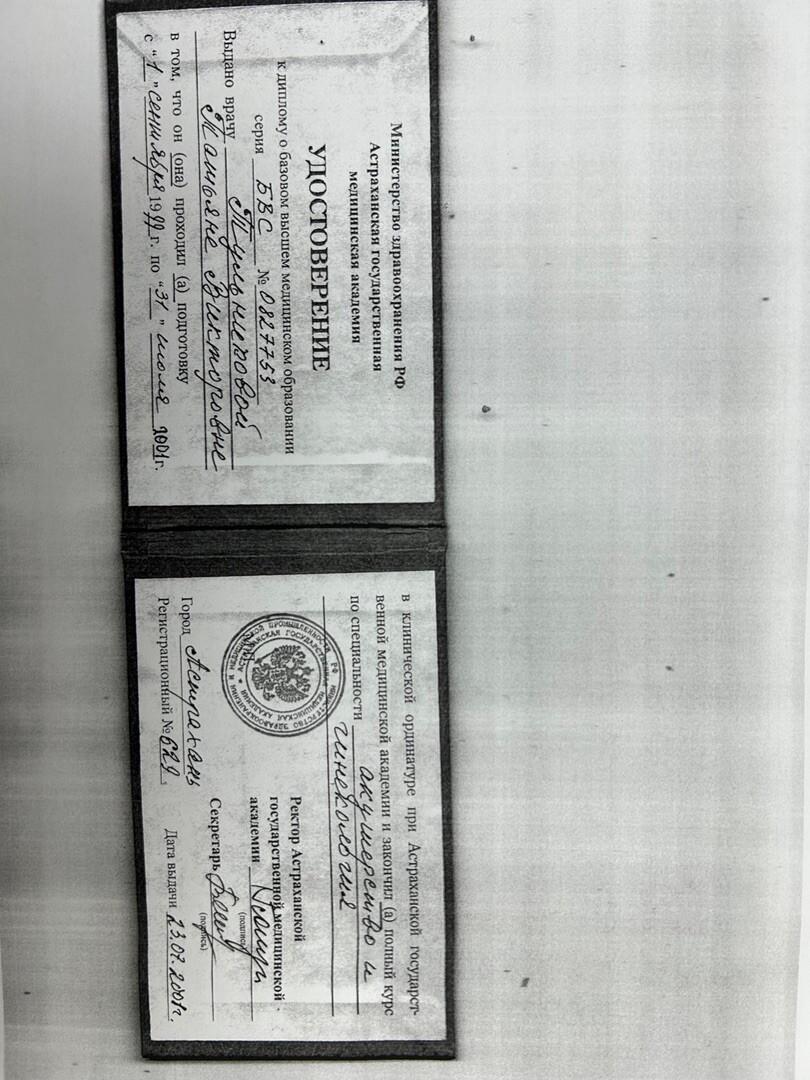 Министерство здравоохранения РФ
Астраханская государственная
медицинская академия
УДОСТОВЕРЕНИЕ
к диплому о базовом высшем медицинском образовании
серия БВС № 0827753
Выдано врачу
Татьяне Викторовне
в том, что он (она) проходил (а) подготовку
с "1" сентября 1999 г. по "31" июля 2001 г.
в клинической ординатуре при Астраханской государст-
венной медицинской академии и закончил (а) полный курс
по специальности акушерство и
гинекология
Ректор Астраханской
государственной медицинской
академии
(подпись)
Секретарь
(подпись)
Город Астрахань
Регистрационный № 629. Дата выдачи 23.07.2001г.